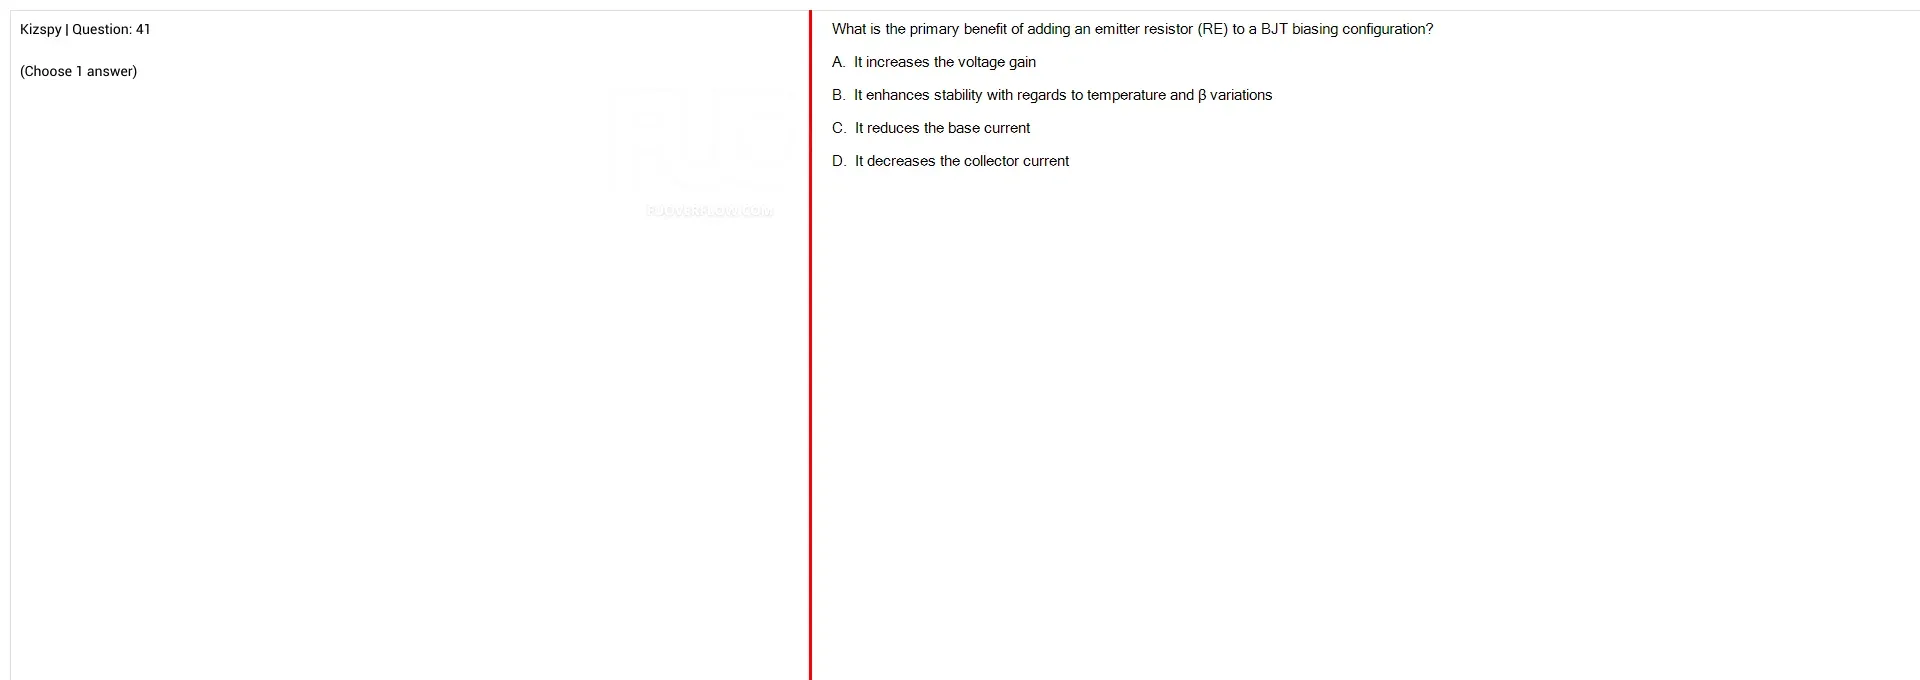 Kizspy | Question: 41
(Choose 1 answer)
What is the primary benefit of adding an emitter resistor (RE) to a BJT biasing configuration?
A. It increases the voltage gain
B. It enhances stability with regards to temperature and β variations
C. It reduces the base current
D. It decreases the collector current